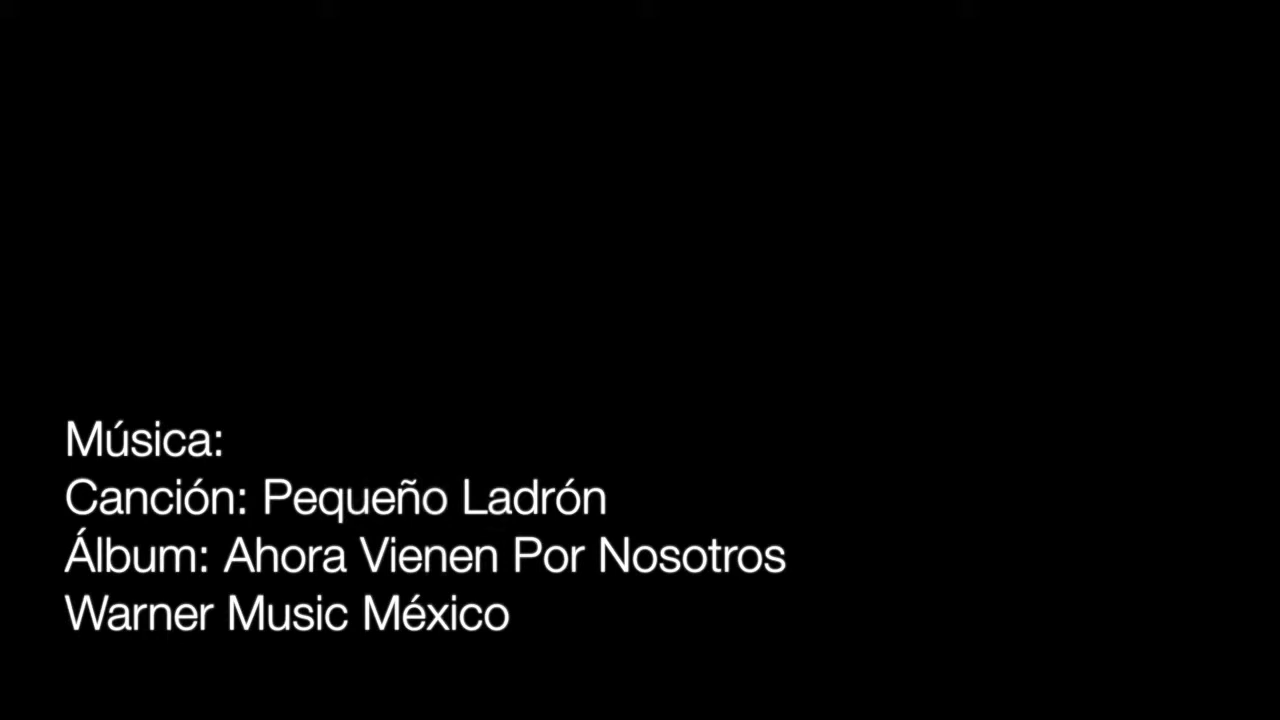 Música:
Canción: Pequeño Ladrón
Álbum: Ahora Vienen Por Nosotros
Warner Music México